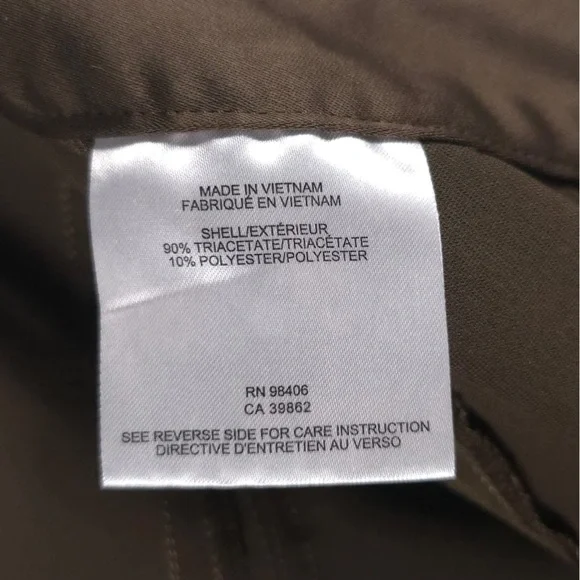 MADE IN VIETNAM
FABRIQUÉ EN VIETNAM
SHELL/EXTÉRIEUR
90% TRIACETATE/TRIACÉTATE
10% POLYESTER/POLYESTER
RN 98406
CA 39862
SEE REVERSE SIDE FOR CARE INSTRUCTION
DIRECTIVE D'ENTRETIEN AU VERSO